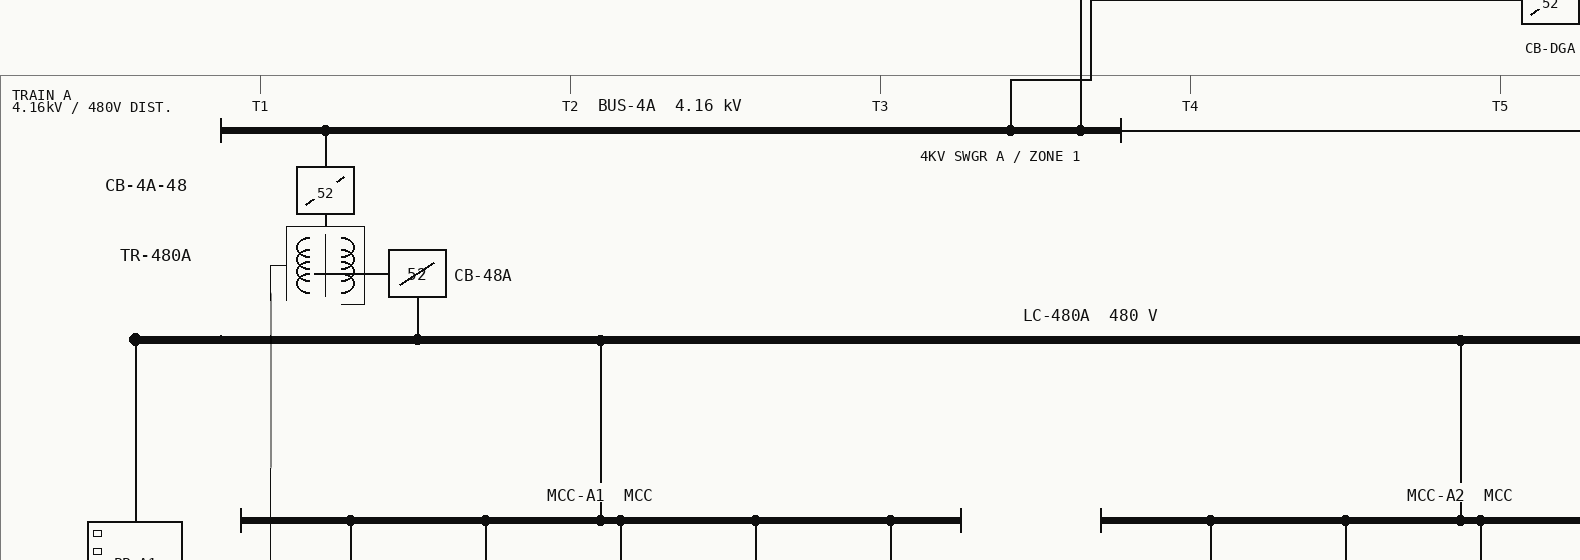 52
CB-DGA
TRAIN A
4.16kV / 480V DIST.
T1
T2
BUS-4A 4.16 kV
T3
T4
T5
4KV SWGR A / ZONE 1
CB-4A-48
52
TR-480A
52
CB-48A
LC-480A 480 V
MCC-A1 MCC
MCC-A2 MCC